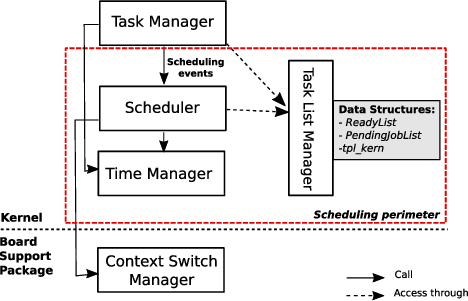 Task Manager
Scheduling
events
Scheduler
Time Manager
Task List Manager
Data Structures:
- ReadyList
- PendingJobList
-tpl_kern
Scheduling perimeter
Kernel
Board
Support
Package
Context Switch
Manager
Call
Access through